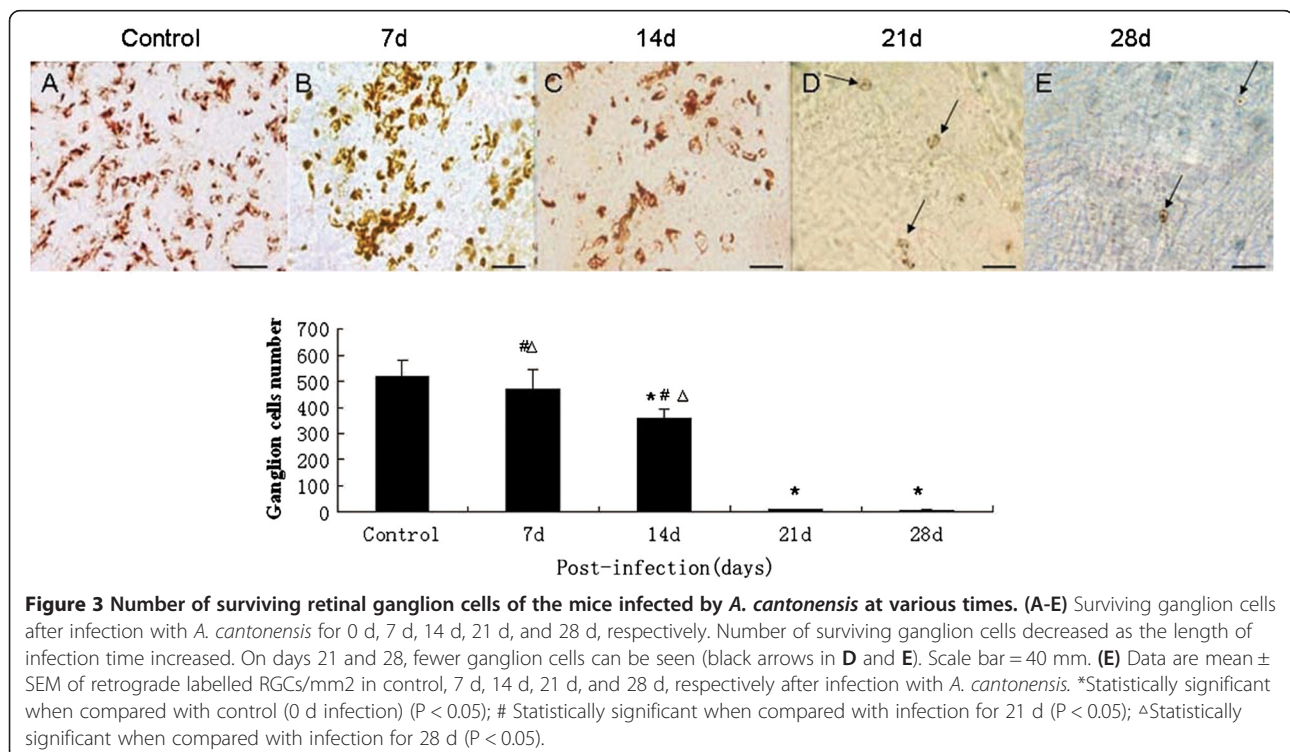 Control 7d 14d 21d 28d
A B C D E
700
600
500
400
300
200
100
0
Ganglion cells number
#△
* # △
*
*
Control 7d 14d 21d 28d
Post-infection(days)
Figure 3 Number of surviving retinal ganglion cells of the mice infected by A. cantonensis at various times. (A-E) Surviving ganglion cells
after infection with A. cantonensis for 0 d, 7 d, 14 d, 21 d, and 28 d, respectively. Number of surviving ganglion cells decreased as the length of
infection time increased. On days 21 and 28, fewer ganglion cells can be seen (black arrows in D and E). Scale bar = 40 mm. (E) Data are mean ±
SEM of retrograde labelled RGCs/mm2 in control, 7 d, 14 d, 21 d, and 28 d, respectively after infection with A. cantonensis. *Statistically significant
when compared with control (0 d infection) (P < 0.05); # Statistically significant when compared with infection for 21 d (P < 0.05); △Statistically
significant when compared with infection for 28 d (P < 0.05).